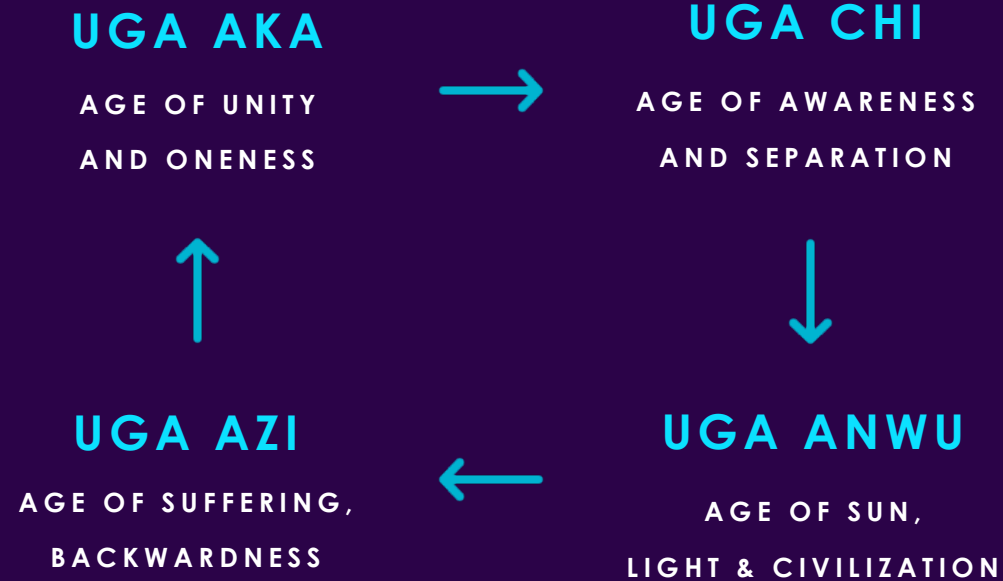 UGA AKA
AGE OF UNITY
AND ONENESS
UGA CHI
AGE OF AWARENESS
AND SEPARATION
UGA AZI
AGE OF SUFFERING,
BACKWARDNESS
UGA ANWU
AGE OF SUN,
LIGHT & CIVILIZATION